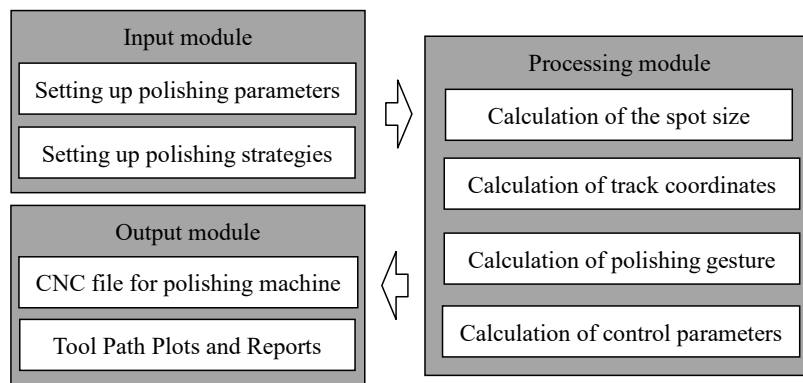 Input module
Setting up polishing parameters
Setting up polishing strategies
Processing module
Calculation of the spot size
Calculation of track coordinates
Calculation of polishing gesture
Calculation of control parameters
Output module
CNC file for polishing machine
Tool Path Plots and Reports